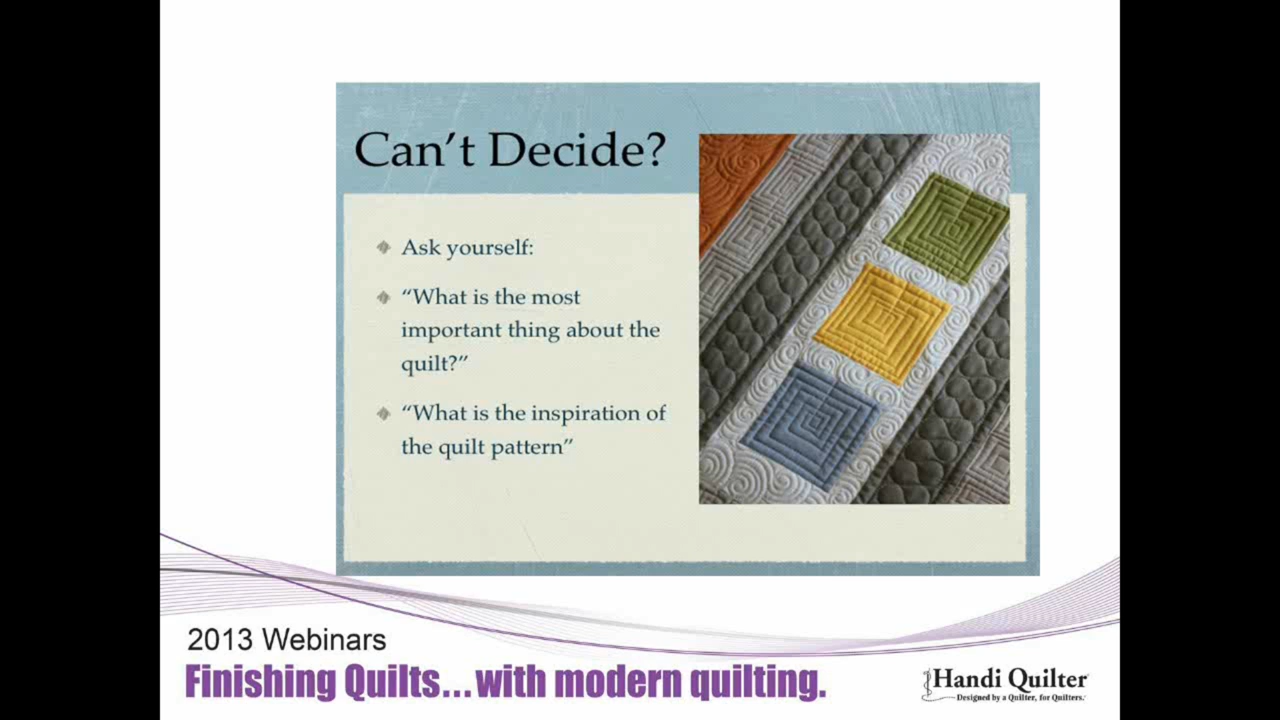 Can’t Decide?
Ask yourself:
“What is the most
important thing about the
quilt?”
“What is the inspiration of
the quilt pattern”
2013 Webinars
Finishing Quilts...with modern quilting.
Handi Quilter
Designed by a Quilter, for Quilters.